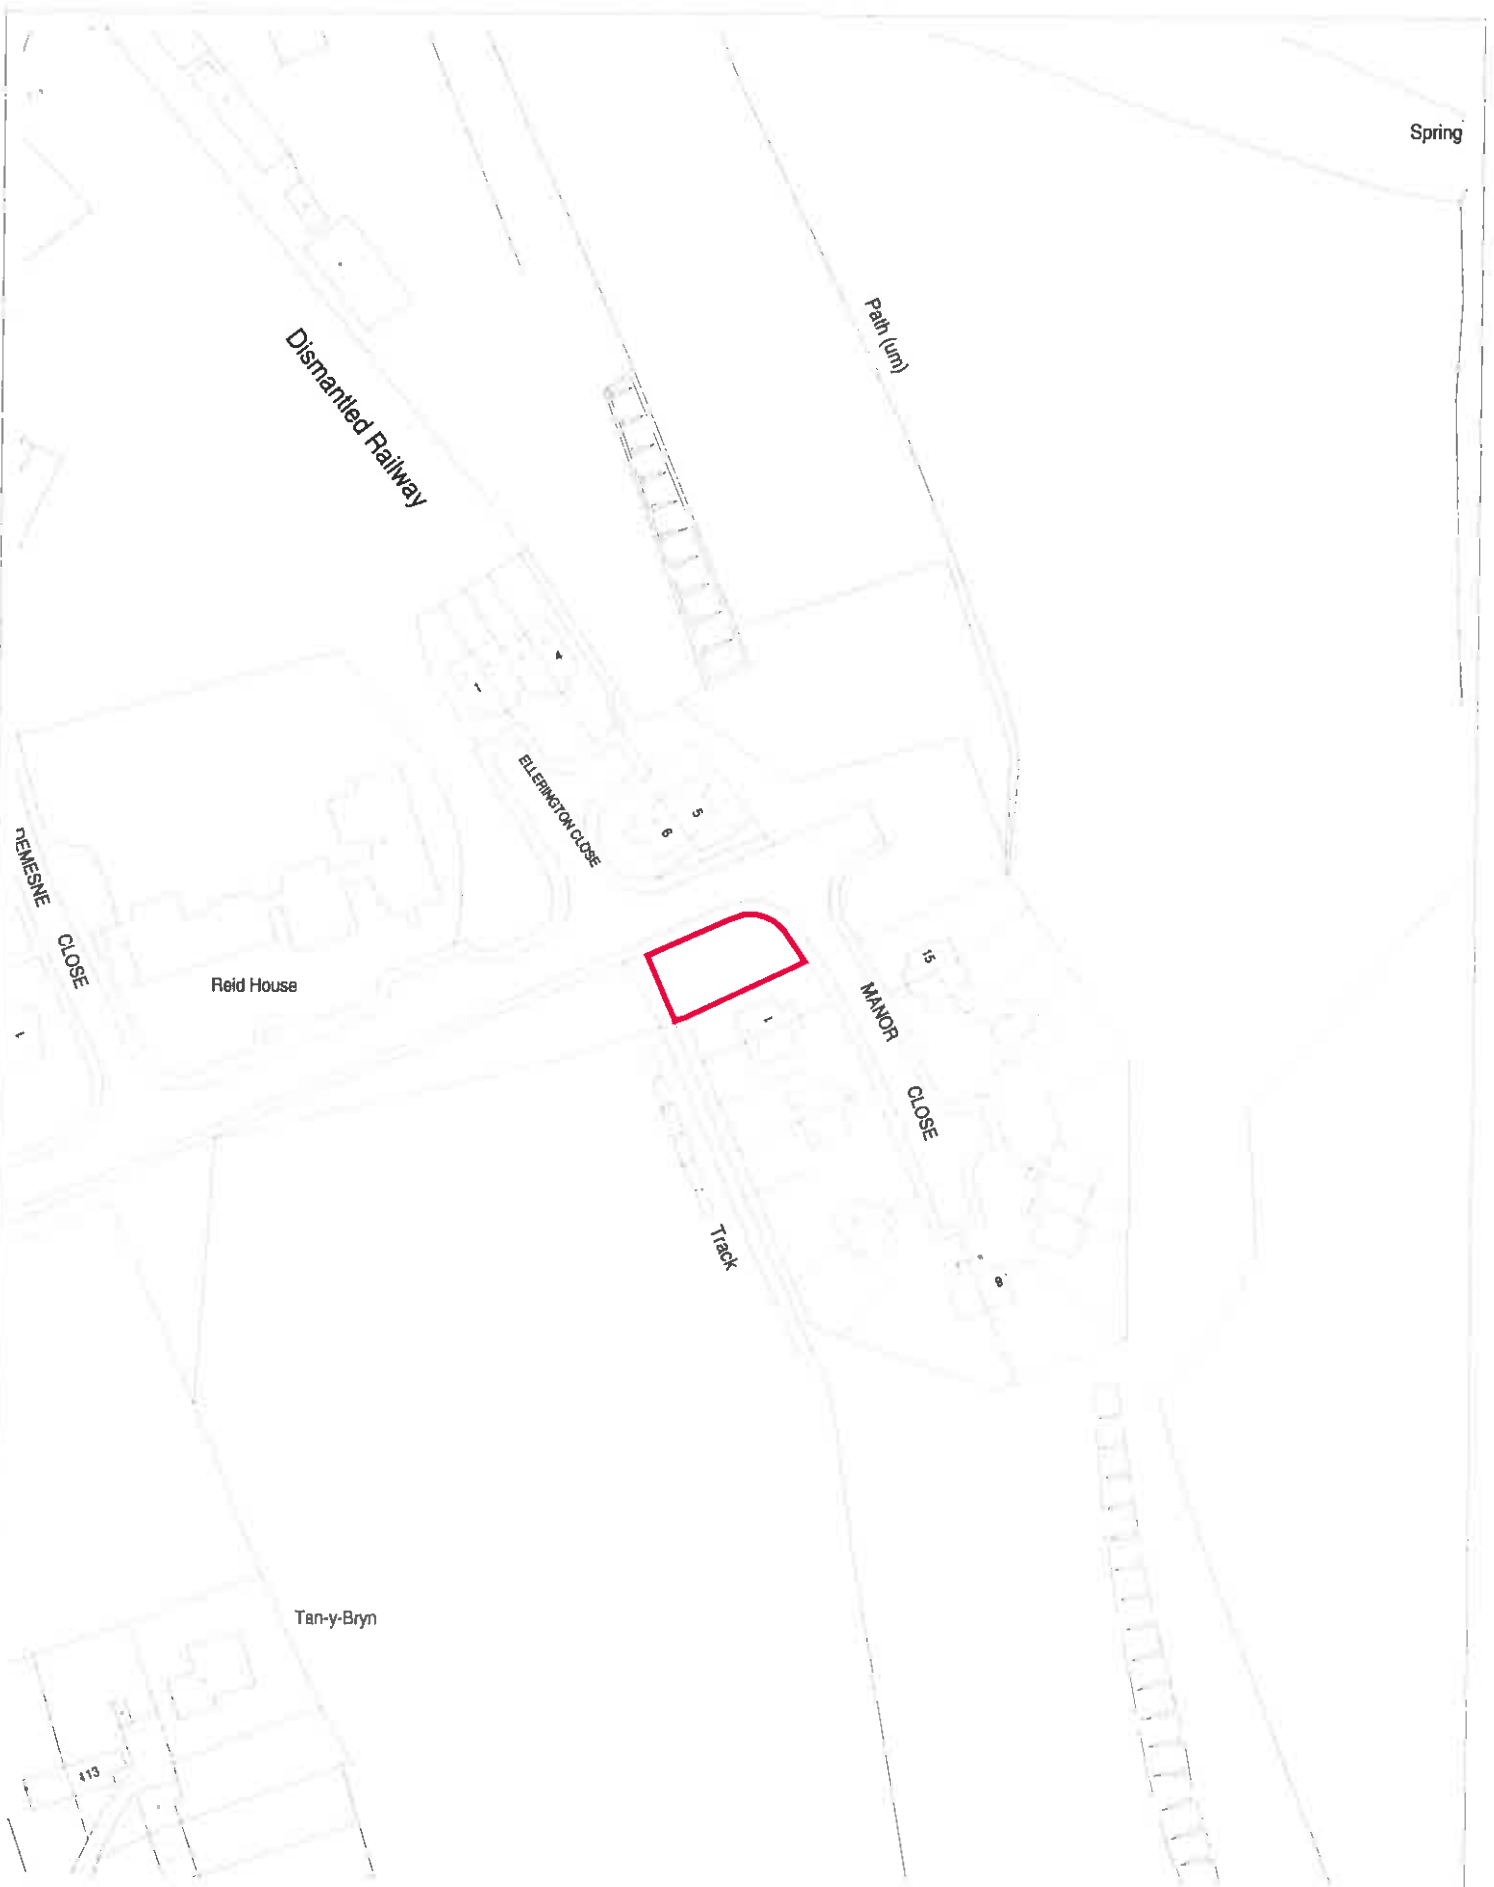 Spring
Path (um)
Dismantled Railway
4
1
ELLERINGTON CLOSE
5
6
DEMESNE
CLOSE
Reid House
1
15
MANOR
CLOSE
1
Track
8
Tan-y-Bryn
113